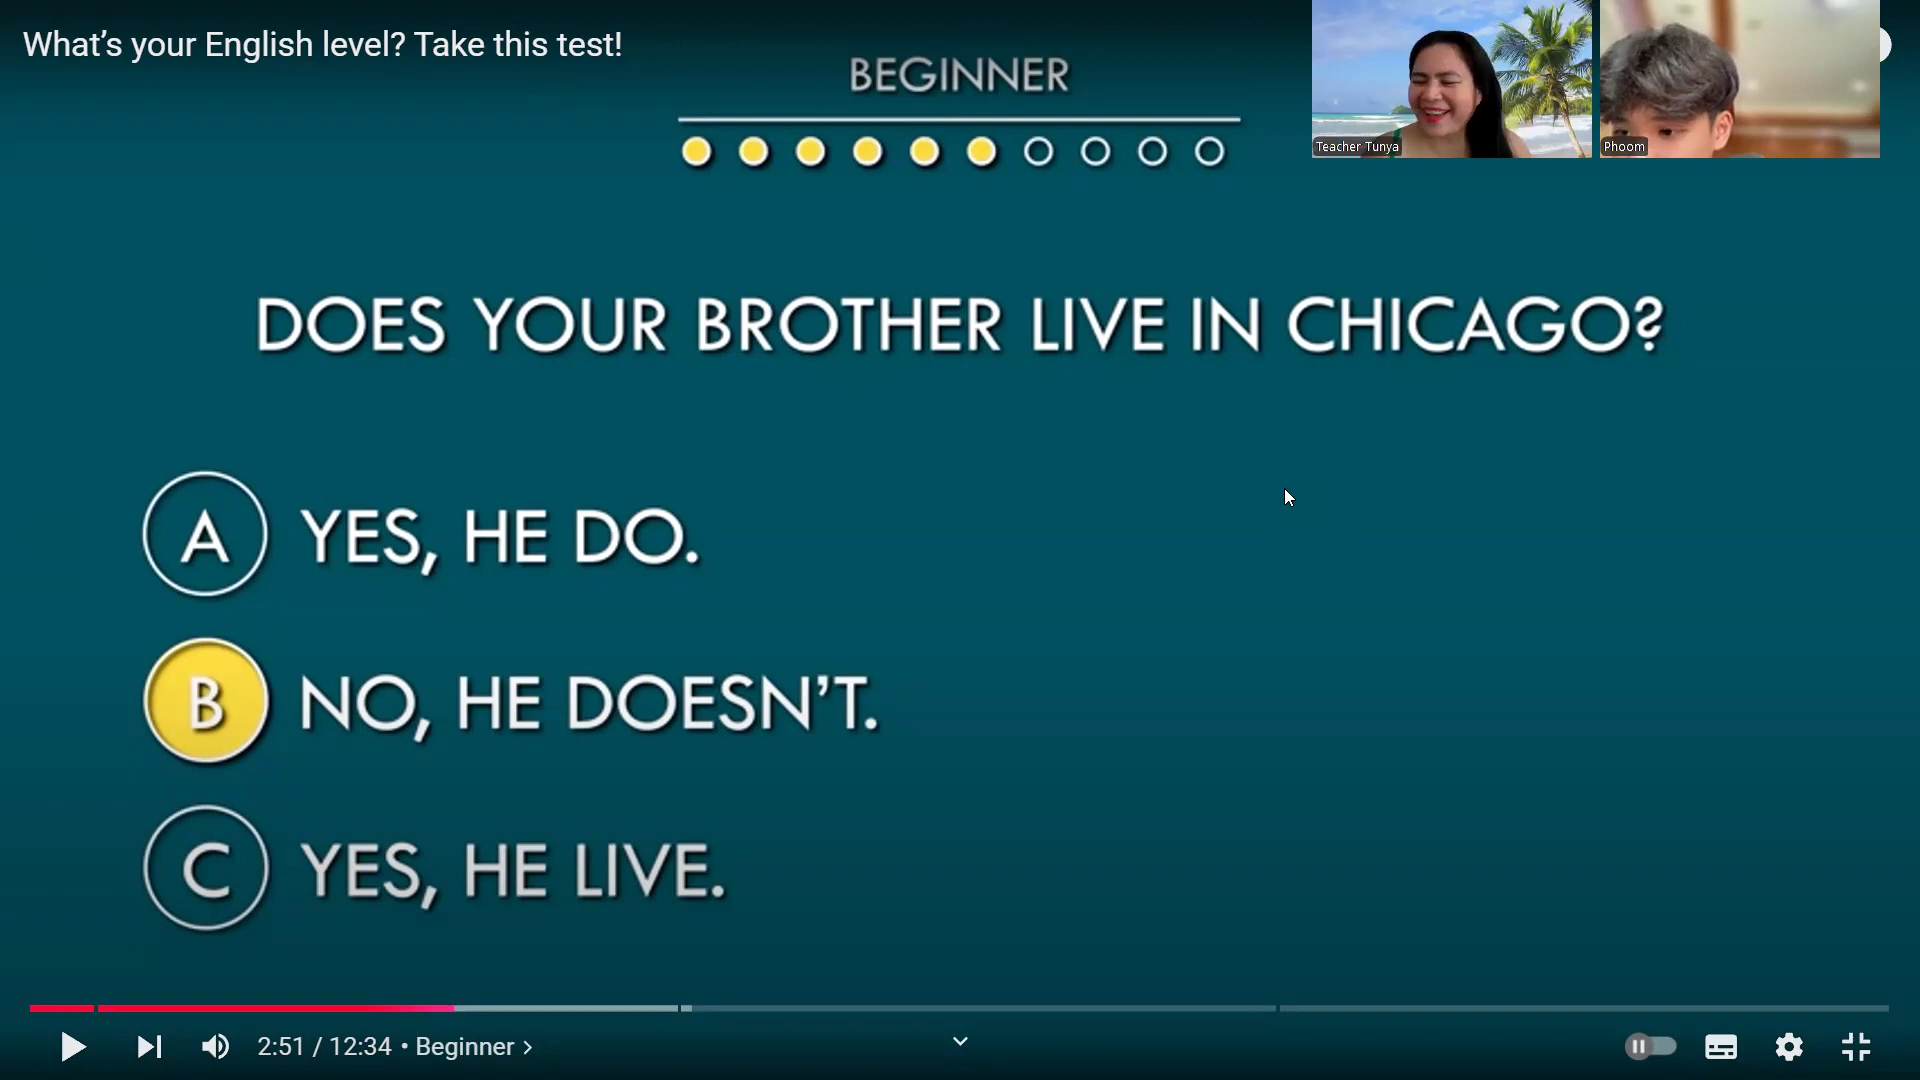 What's your English level? Take this test!
BEGINNER
Teacher Tunya
Phoom
DOES YOUR BROTHER LIVE IN CHICAGO?
A YES, HE DO.
B NO, HE DOESN'T.
C YES, HE LIVE.
2:51 / 12:34 • Beginner >